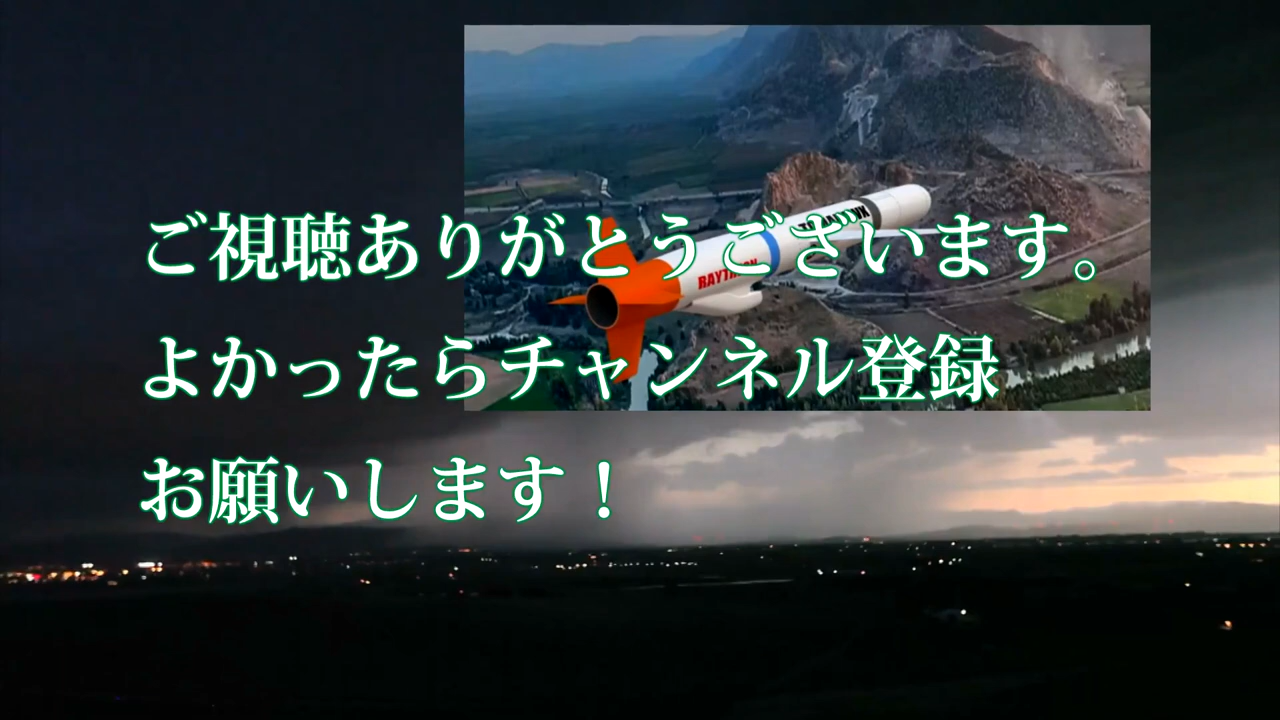 ご視聴ありがとうございます。
よかったらチャンネル登録
お願いします！